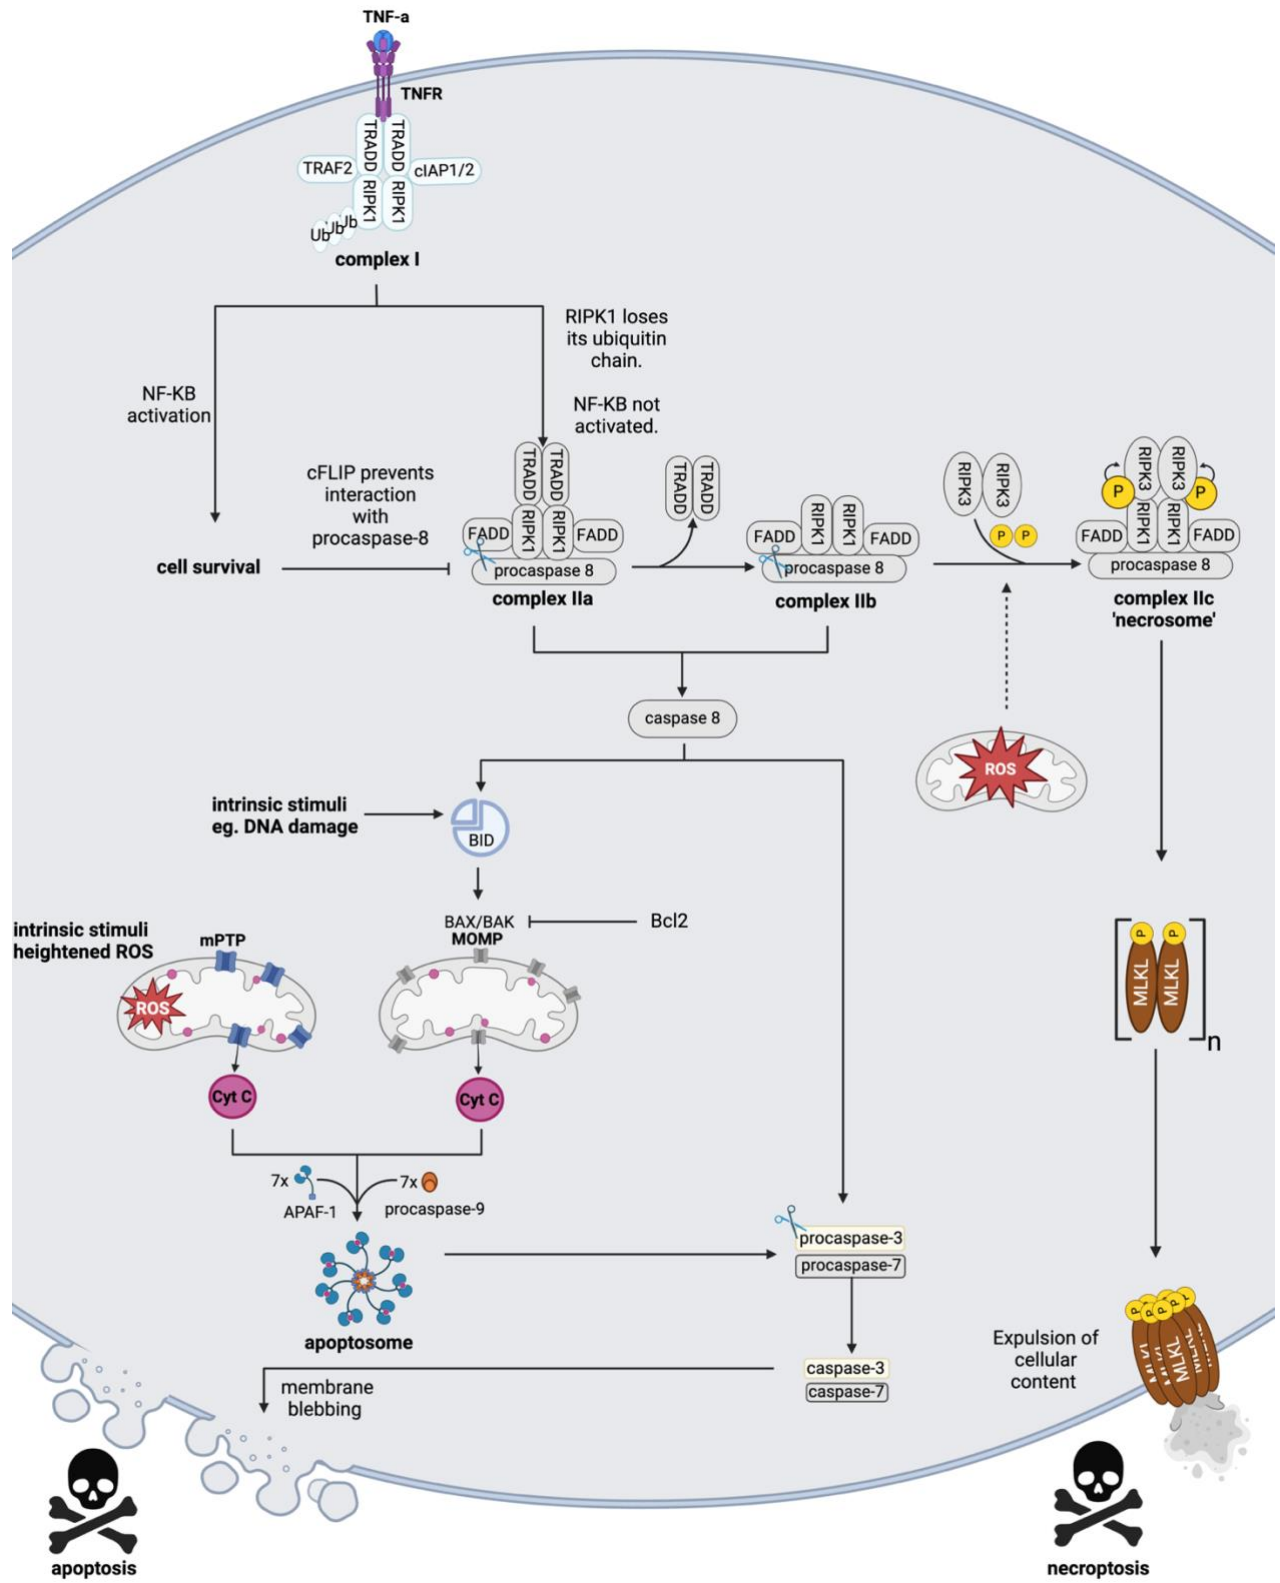 TNF-a
TNFR
TRADD
TRADD
TRAF2
cIAP1/2
RIPK1
RIPK1
Ub
Ub
Ub
complex I
RIPK1 loses
its ubiquitin
chain.
NF-KB
activation
NF-KB not
activated.
cFLIP prevents
interaction
with
procaspase-8
cell survival
TRADD
TRADD
RIPK1
RIPK1
FADD
FADD
procaspase 8
complex IIa
TRADD
TRADD
RIPK1
RIPK1
FADD
FADD
procaspase 8
complex IIb
RIPK3
RIPK3
P
P
RIPK3
RIPK3
P
P
RIPK1
RIPK1
FADD
FADD
procaspase 8
complex IIc
'necrosome'
caspase 8
ROS
intrinsic stimuli
eg. DNA damage
BID
BAX/BAK
MOMP
Bcl2
intrinsic stimuli
heightened ROS
mPTP
ROS
P
P
MLKL
MLKL
n
Cyt C
Cyt C
7x
APAF-1
7x
procaspase-9
procaspase-3
procaspase-7
apoptosome
caspase-3
caspase-7
membrane
blebbing
Expulsion of
cellular
content
P
P
P
P
P
MLKL
apoptosis
necroptosis